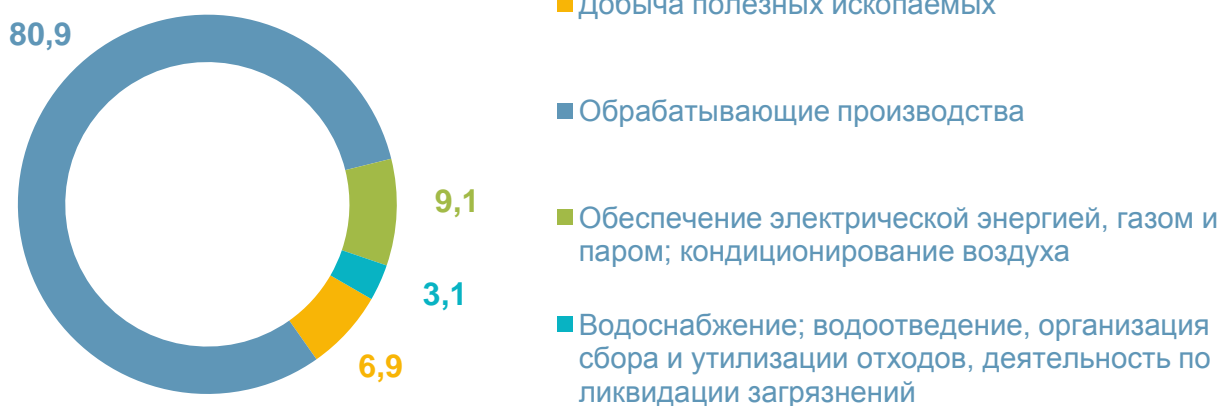 Добыча полезных ископаемых
80,9
Обрабатывающие производства
9,1
Обеспечение электрической энергией, газом и
паром; кондиционирование воздуха
3,1
Водоснабжение; водоотведение, организация
сбора и утилизации отходов, деятельность по
ликвидации загрязнений
6,9